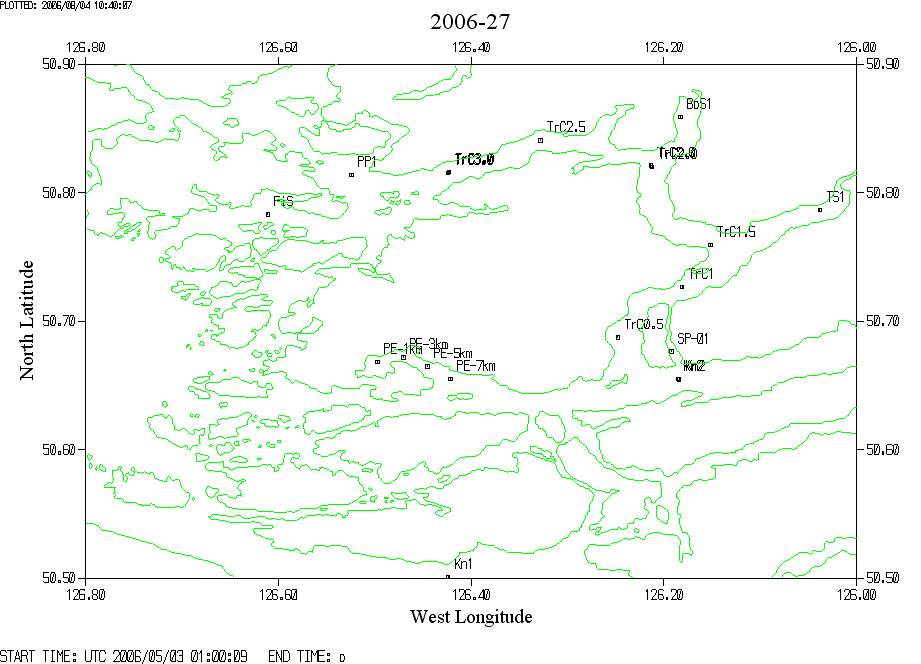 PLOTTED: 2006/08/04 10:40:07
2006-27
126.80 126.60 126.40 126.20 126.00
50.90 50.90
BoS1
TrC2.5
TrC3.0 TrC2.0
PP1
50.80 50.80
FiS TS1
TrC1.5
TrC1
50.70 50.70
TrC0.5
SP-01
PE-1km PE-3km
PE-5km
PE-7km Km2
50.60 50.60
Kn1
50.50 50.50
126.80 126.60 126.40 126.20 126.00
North Latitude
West Longitude
START TIME: UTC 2006/05/03 01:00:09 END TIME: o